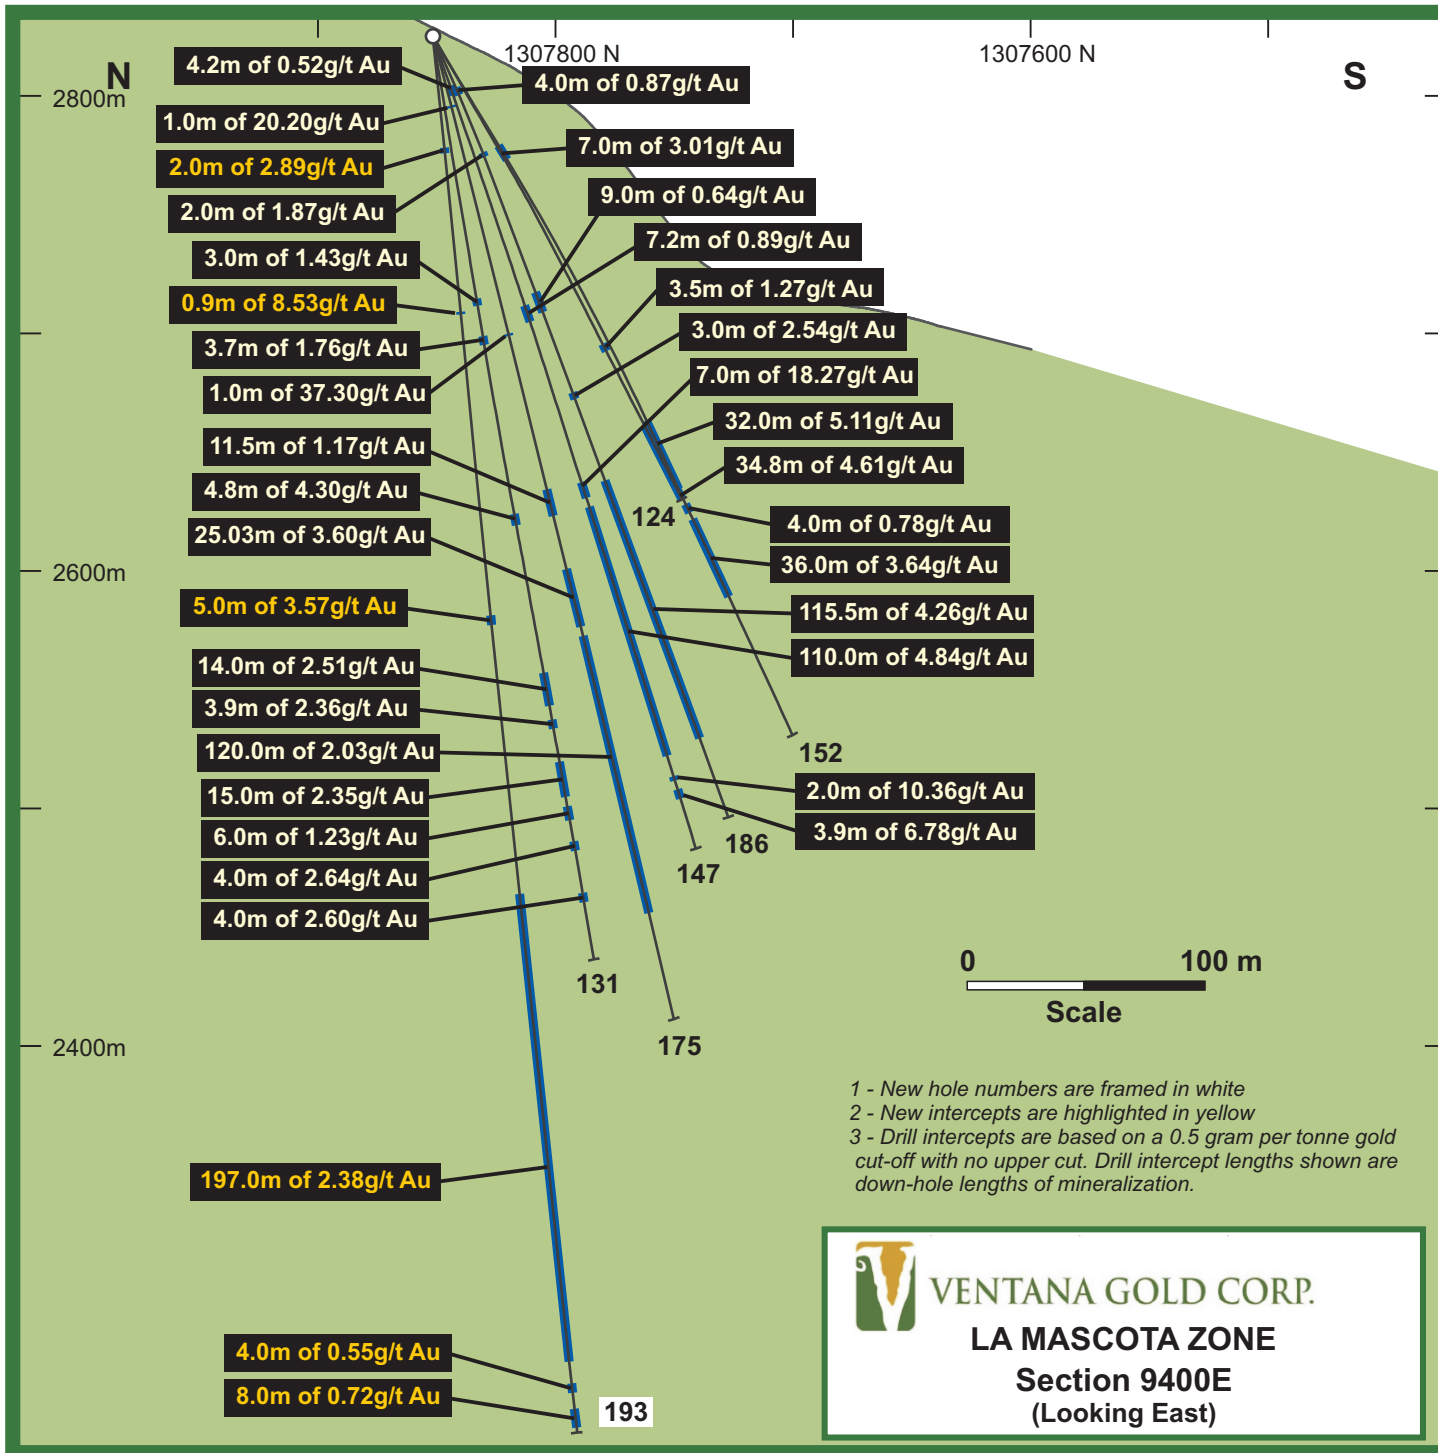 1307800 N
1307600 N
N
S
2800m
4.2m of 0.52g/t Au
4.0m of 0.87g/t Au
1.0m of 20.20g/t Au
7.0m of 3.01g/t Au
2.0m of 2.89g/t Au
9.0m of 0.64g/t Au
2.0m of 1.87g/t Au
7.2m of 0.89g/t Au
3.0m of 1.43g/t Au
3.5m of 1.27g/t Au
0.9m of 8.53g/t Au
3.0m of 2.54g/t Au
3.7m of 1.76g/t Au
7.0m of 18.27g/t Au
1.0m of 37.30g/t Au
32.0m of 5.11g/t Au
11.5m of 1.17g/t Au
34.8m of 4.61g/t Au
4.8m of 4.30g/t Au
124
4.0m of 0.78g/t Au
25.03m of 3.60g/t Au
36.0m of 3.64g/t Au
2600m
5.0m of 3.57g/t Au
115.5m of 4.26g/t Au
110.0m of 4.84g/t Au
14.0m of 2.51g/t Au
3.9m of 2.36g/t Au
120.0m of 2.03g/t Au
152
2.0m of 10.36g/t Au
15.0m of 2.35g/t Au
3.9m of 6.78g/t Au
6.0m of 1.23g/t Au
186
147
4.0m of 2.64g/t Au
4.0m of 2.60g/t Au
131
175
0 100 m
Scale
2400m
1 - New hole numbers are framed in white
2 - New intercepts are highlighted in yellow
3 - Drill intercepts are based on a 0.5 gram per tonne gold
cut-off with no upper cut. Drill intercept lengths shown are
down-hole lengths of mineralization.
197.0m of 2.38g/t Au
4.0m of 0.55g/t Au
8.0m of 0.72g/t Au
193
VENTANA GOLD CORP.
LA MASCOTA ZONE
Section 9400E
(Looking East)